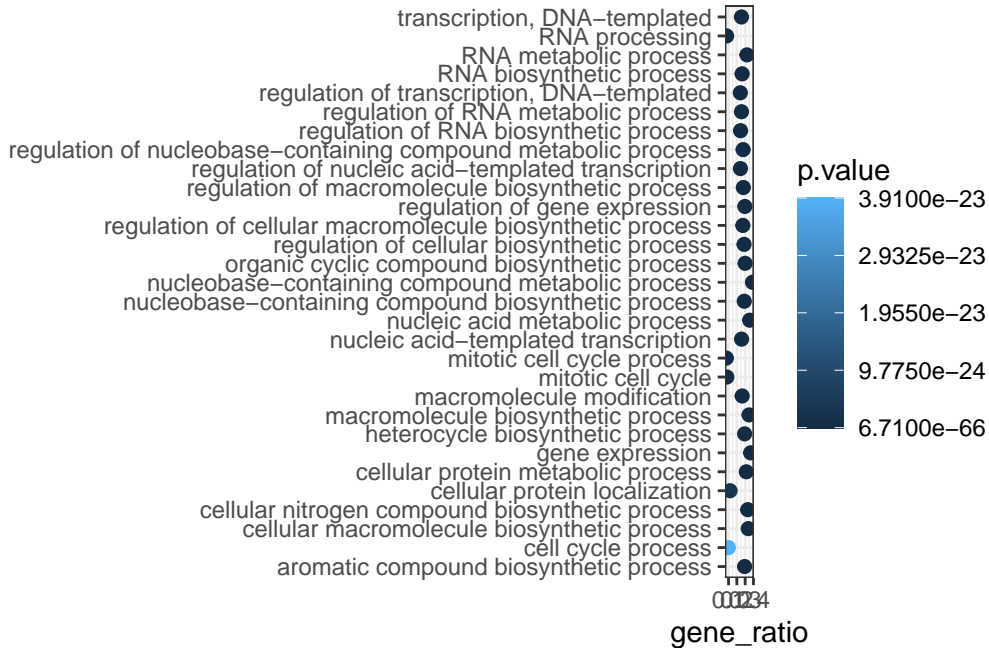 transcription, DNA−templated
RNA processing
RNA metabolic process
RNA biosynthetic process
regulation of transcription, DNA−templated
regulation of RNA metabolic process
regulation of RNA biosynthetic process
regulation of nucleobase−containing compound metabolic process
regulation of nucleic acid−templated transcription
regulation of macromolecule biosynthetic process
regulation of gene expression
regulation of cellular macromolecule biosynthetic process
regulation of cellular biosynthetic process
organic cyclic compound biosynthetic process
nucleobase−containing compound metabolic process
nucleobase−containing compound biosynthetic process
nucleic acid metabolic process
nucleic acid−templated transcription
mitotic cell cycle process
mitotic cell cycle
macromolecule modification
macromolecule biosynthetic process
heterocycle biosynthetic process
gene expression
cellular protein metabolic process
cellular protein localization
cellular nitrogen compound biosynthetic process
cellular macromolecule biosynthetic process
cell cycle process
aromatic compound biosynthetic process
gene_ratio
p.value
3.9100e−23
2.9325e−23
1.9550e−23
9.7750e−24
6.7100e−66